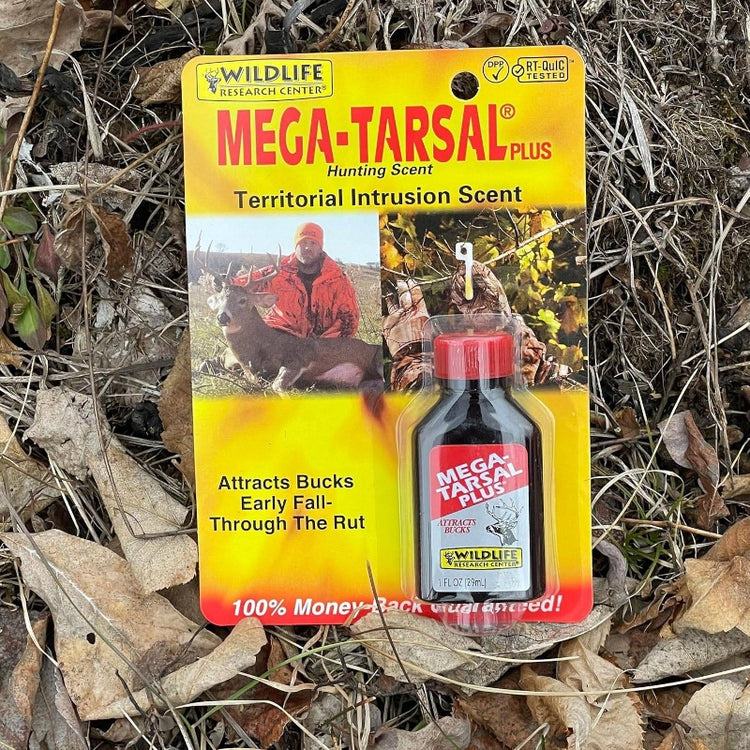 WILDLIFE
RESEARCH CENTER®
DPP
RT-QuIC™
TESTED
MEGA-TARSAL® PLUS
Hunting Scent
Territorial Intrusion Scent
Attracts Bucks
Early Fall-
Through The Rut
MEGA-
TARSAL
PLUS®
ATTRACTS
BUCKS
WILDLIFE
RESEARCH CENTER®
1 FL OZ (29mL)
100% Money-Back Guaranteed!